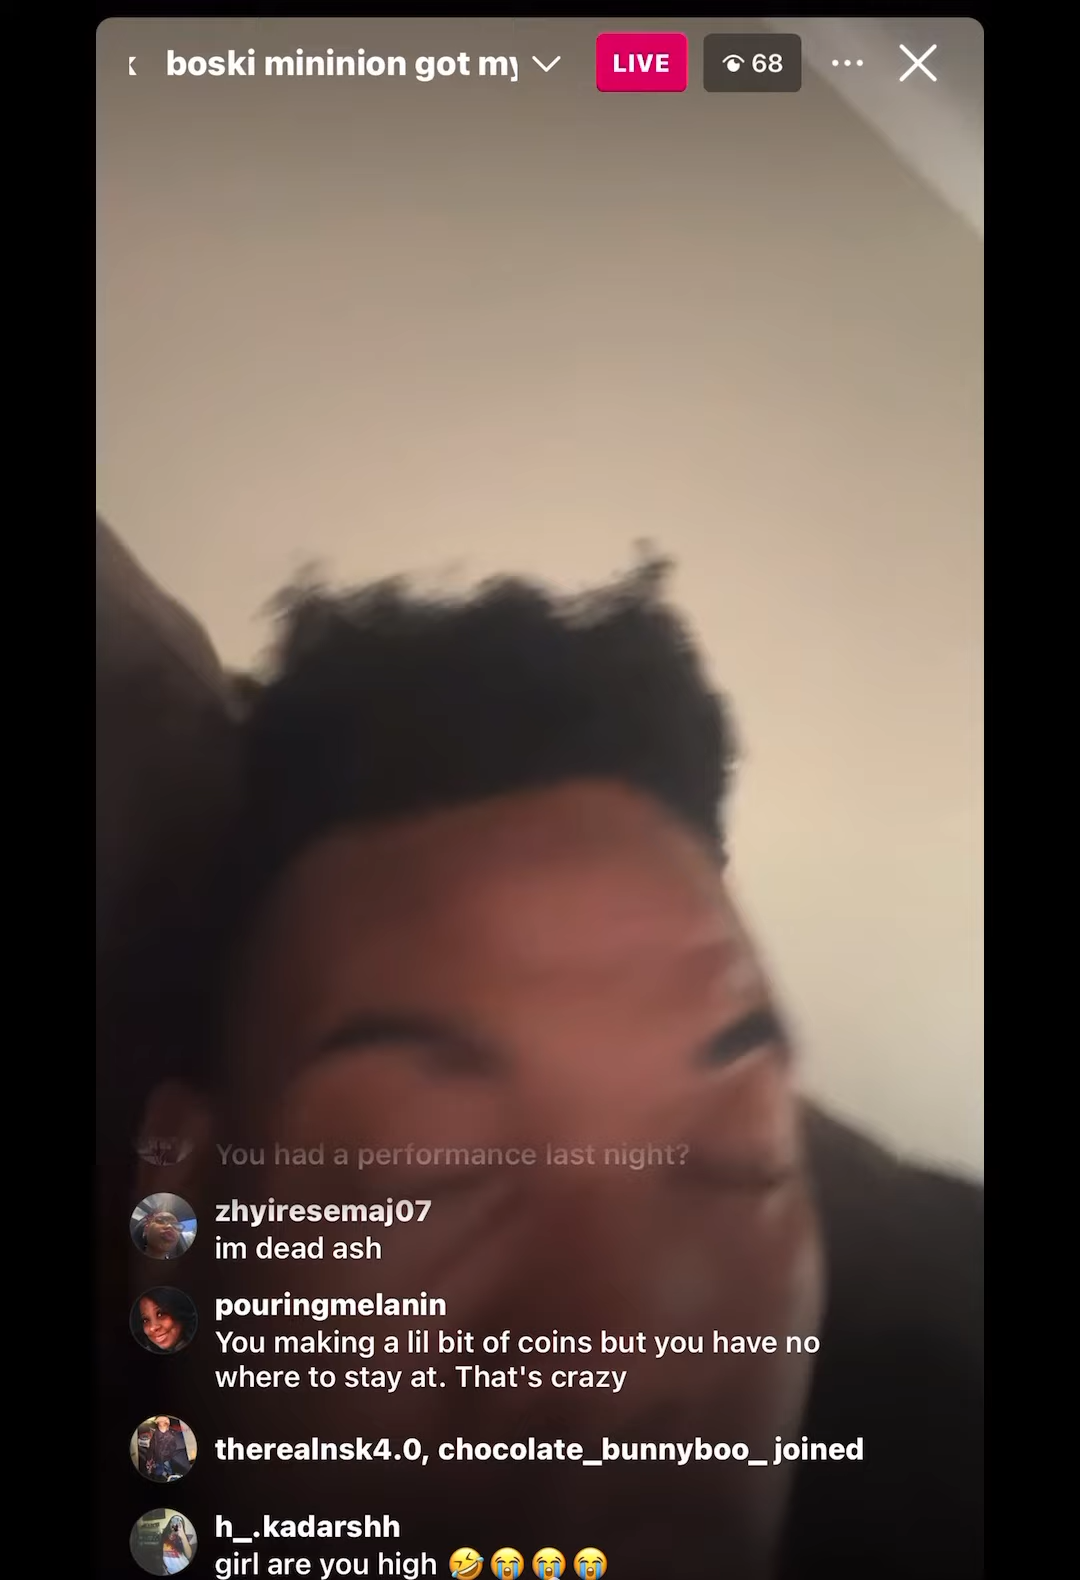 boski mininion got my
LIVE
68
You had a performance last night?
zhyiresemaj07
im dead ash
pouringmelanin
You making a lil bit of coins but you have no
where to stay at. That's crazy
therealnsk4.0, chocolate_bunnyboo_ joined
h_.kadarshh
girl are you high 🤣😭😭😭